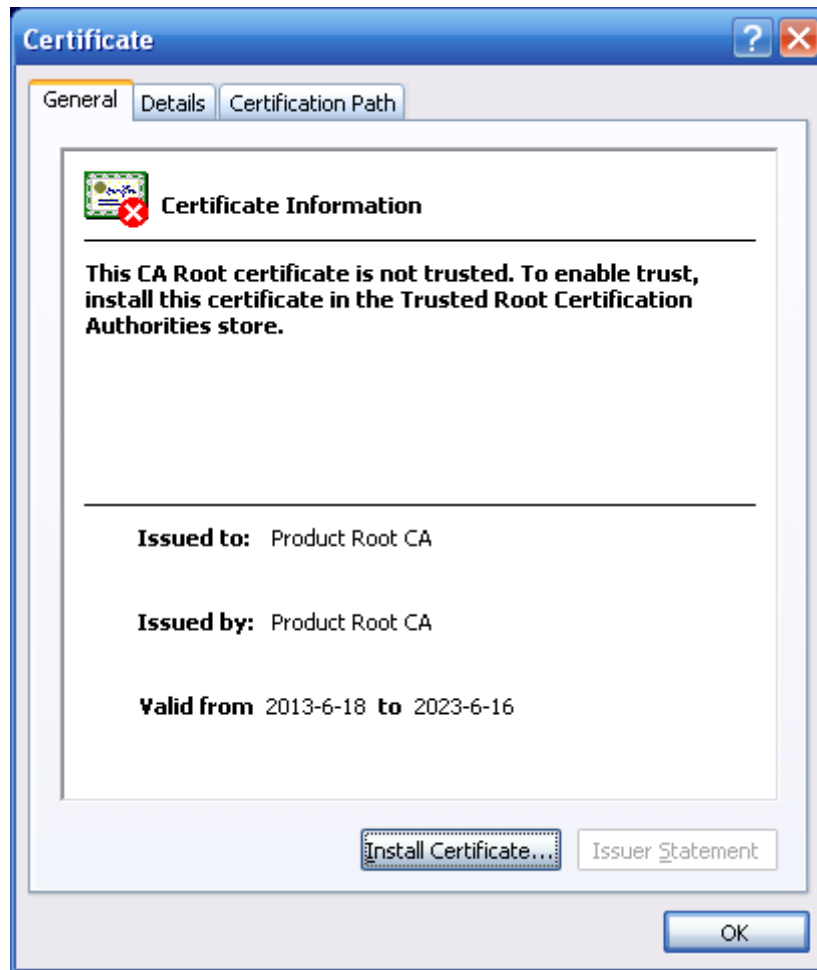 Certificate
General Details Certification Path
Certificate Information
This CA Root certificate is not trusted. To enable trust,
install this certificate in the Trusted Root Certification
Authorities store.
Issued to: Product Root CA
Issued by: Product Root CA
Valid from 2013-6-18 to 2023-6-16
Install Certificate... Issuer Statement
OK